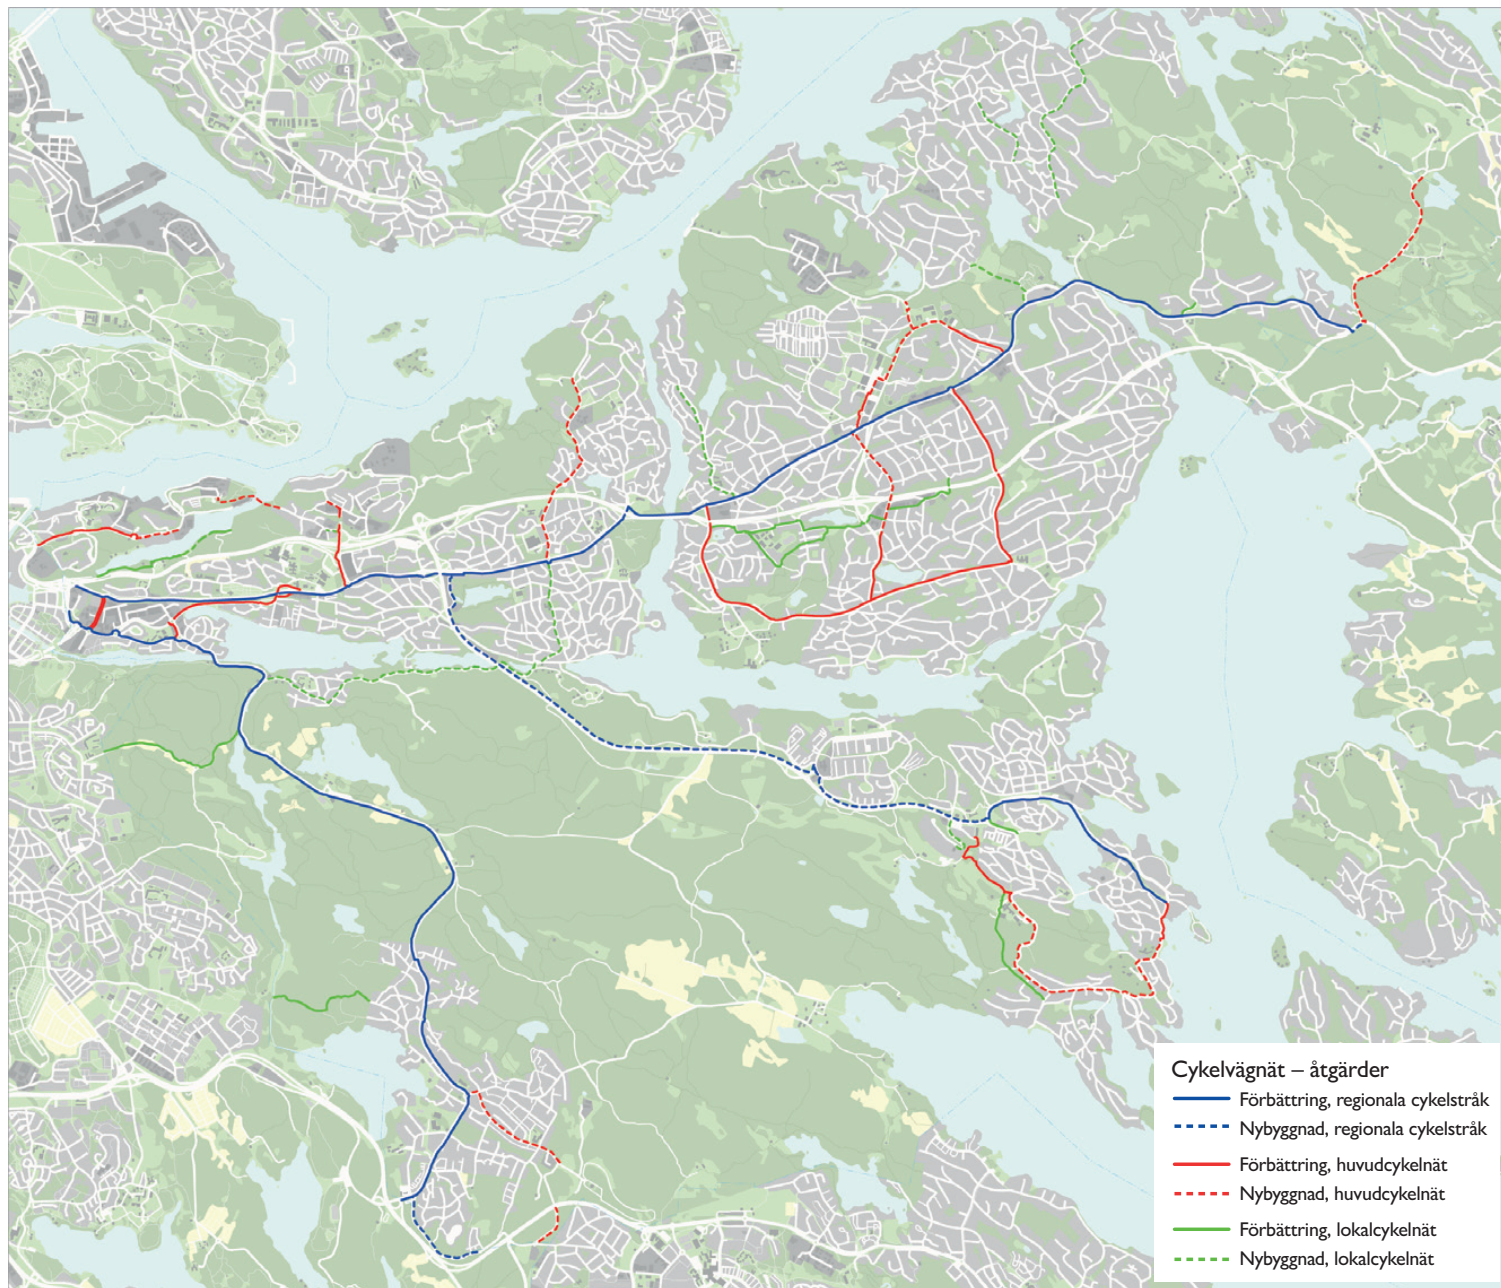 Cykelvägnät – åtgärder
Förbättring, regionala cykelstråk
Nybyggnad, regionala cykelstråk
Förbättring, huvudcykelnät
Nybyggnad, huvudcykelnät
Förbättring, lokalcykelnät
Nybyggnad, lokalcykelnät